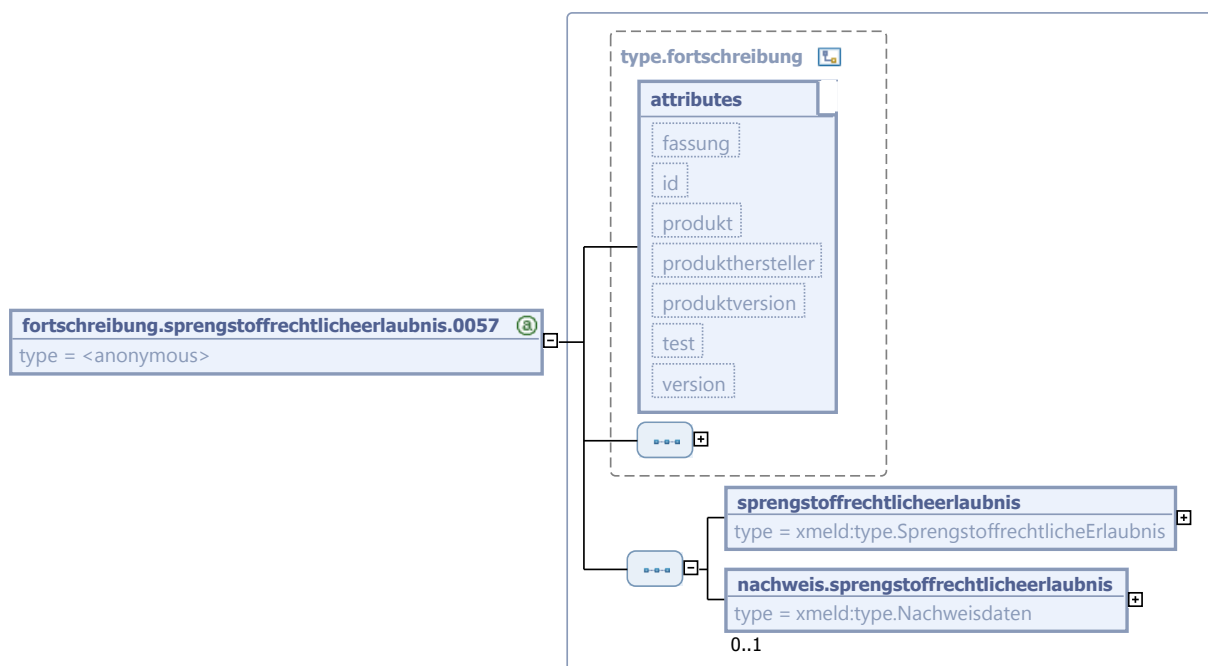 type.fortschreibung
attributes
fassung
id
produkt
produkthersteller
produktversion
test
version
fortschreibung.sprengstoffrechtlicheerlaubnis.0057
type = <anonymous>
sprengstoffrechtlicheerlaubnis
type = xmeld:type.SprengstoffrechtlicheErlaubnis
nachweis.sprengstoffrechtlicheerlaubnis
type = xmeld:type.Nachweisdaten
0..1